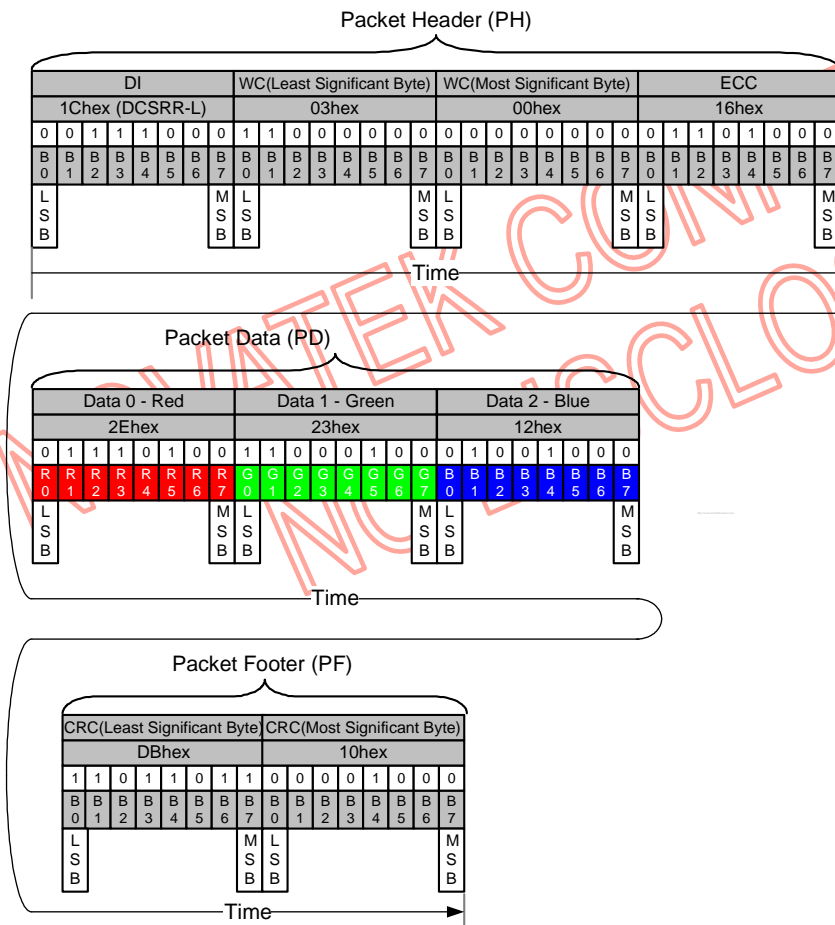 Packet Header (PH)
DI WC(Least Significant Byte) WC(Most Significant Byte) ECC
1Chex (DCSRR-L) 03hex 00hex 16hex
0 0 1 1 1 0 0 0 1 1 0 0 0 0 0 0 0 0 0 0 0 0 0 0 0 1 1 0 1 0 0 0
B0 B1 B2 B3 B4 B5 B6 B7 B0 B1 B2 B3 B4 B5 B6 B7 B0 B1 B2 B3 B4 B5 B6 B7 B0 B1 B2 B3 B4 B5 B6 B7
LSB MSB LSB MSB LSB MSB LSB MSB
Time
NOVATEK
Packet Data (PD)
Data 0 - Red Data 1 - Green Data 2 - Blue
2Ehex 23hex 12hex
0 1 1 1 0 1 0 0 1 1 0 0 0 1 0 0 0 1 0 0 1 0 0 0
R0 R1 R2 R3 R4 R5 R6 R7 G0 G1 G2 G3 G4 G5 G6 G7 B0 B1 B2 B3 B4 B5 B6 B7
LSB MSB LSB MSB LSB MSB
Time
Packet Footer (PF)
CRC(Least Significant Byte) CRC(Most Significant Byte)
DBhex 10hex
1 1 0 1 1 0 1 1 0 0 0 0 1 0 0 0
B0 B1 B2 B3 B4 B5 B6 B7 B0 B1 B2 B3 B4 B5 B6 B7
LSB MSB LSB MSB
Time